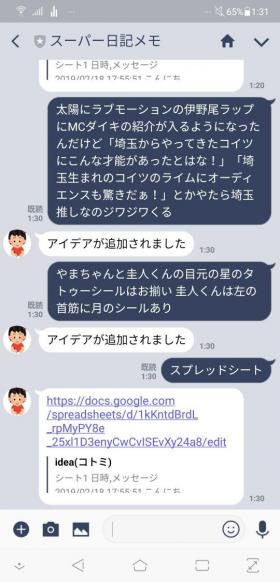 65% 1:31
スーパー日記メモ
シート1 日時,メッセージ
2019/02/18 17:55:51 こんにち
1:20
太陽にラブモーションの伊野尾ラップ
にMCダイキの紹介が入るようになっ
たんだけど「埼玉からやってきたコイツ
にこんな才能があったとはな！」「埼
玉生まれのコイツのライムにオーディ
エンスも驚きだぁ！」とかやたら埼玉
推しなのジワジワくる
既読
1:30
アイデアが追加されました
1:30
やまちゃんと圭人くんの目元の星のタ
トゥーシールはお揃い 圭人くんは左の
首筋に月のシールあり
既読
1:30
アイデアが追加されました
1:30
スプレッドシート
既読
1:30
https://docs.google.com
/spreadsheets/d/1kKntdBrdL
_rpMyPY8e
_25xl1D3enyCwCvISEvXy24a8/edit
idea(コトミ)
シート1 日時,メッセージ
2019/02/18 17:55:51 こんにち
1:30